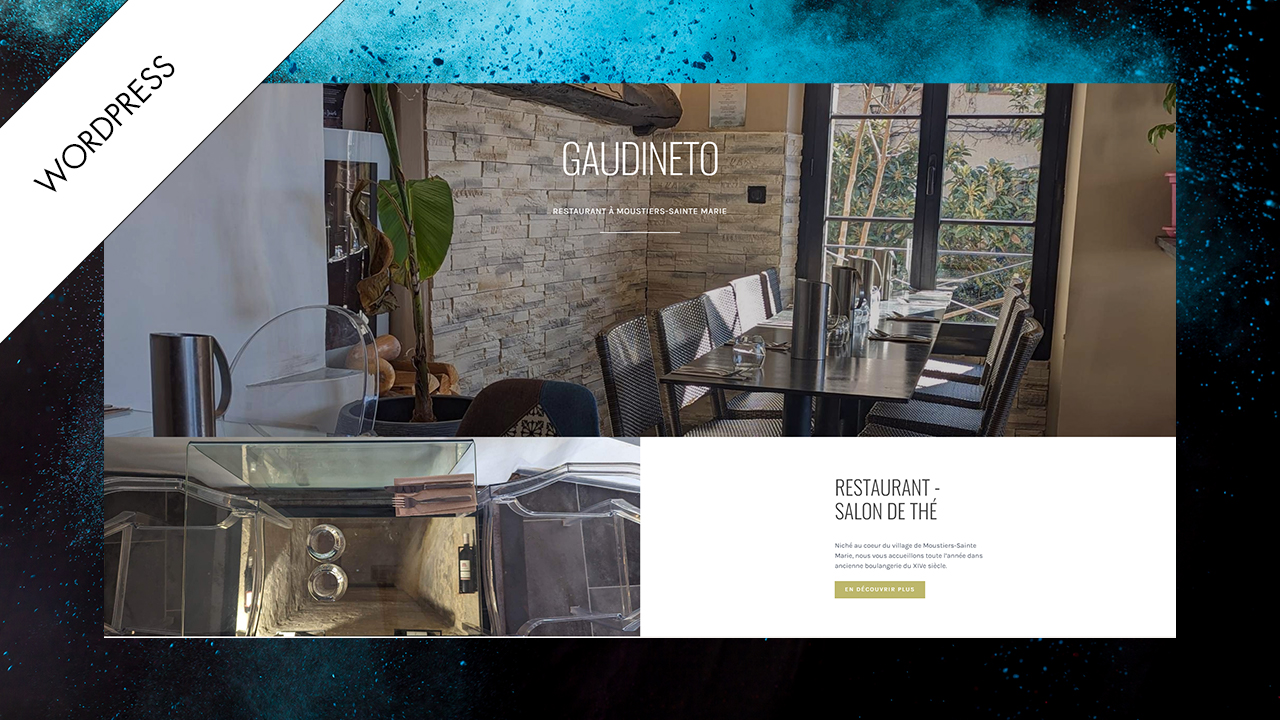 WORDPRESS
GAUDINETO
RESTAURANT À MOUSTIERS-SAINTE MARIE
RESTAURANT -
SALON DE THÉ
Niché au coeur du village de Moustiers-Sainte
Marie, nous vous accueillons toute l'année dans
ancienne boulangerie du XIVe siècle.
EN DÉCOUVRIR PLUS